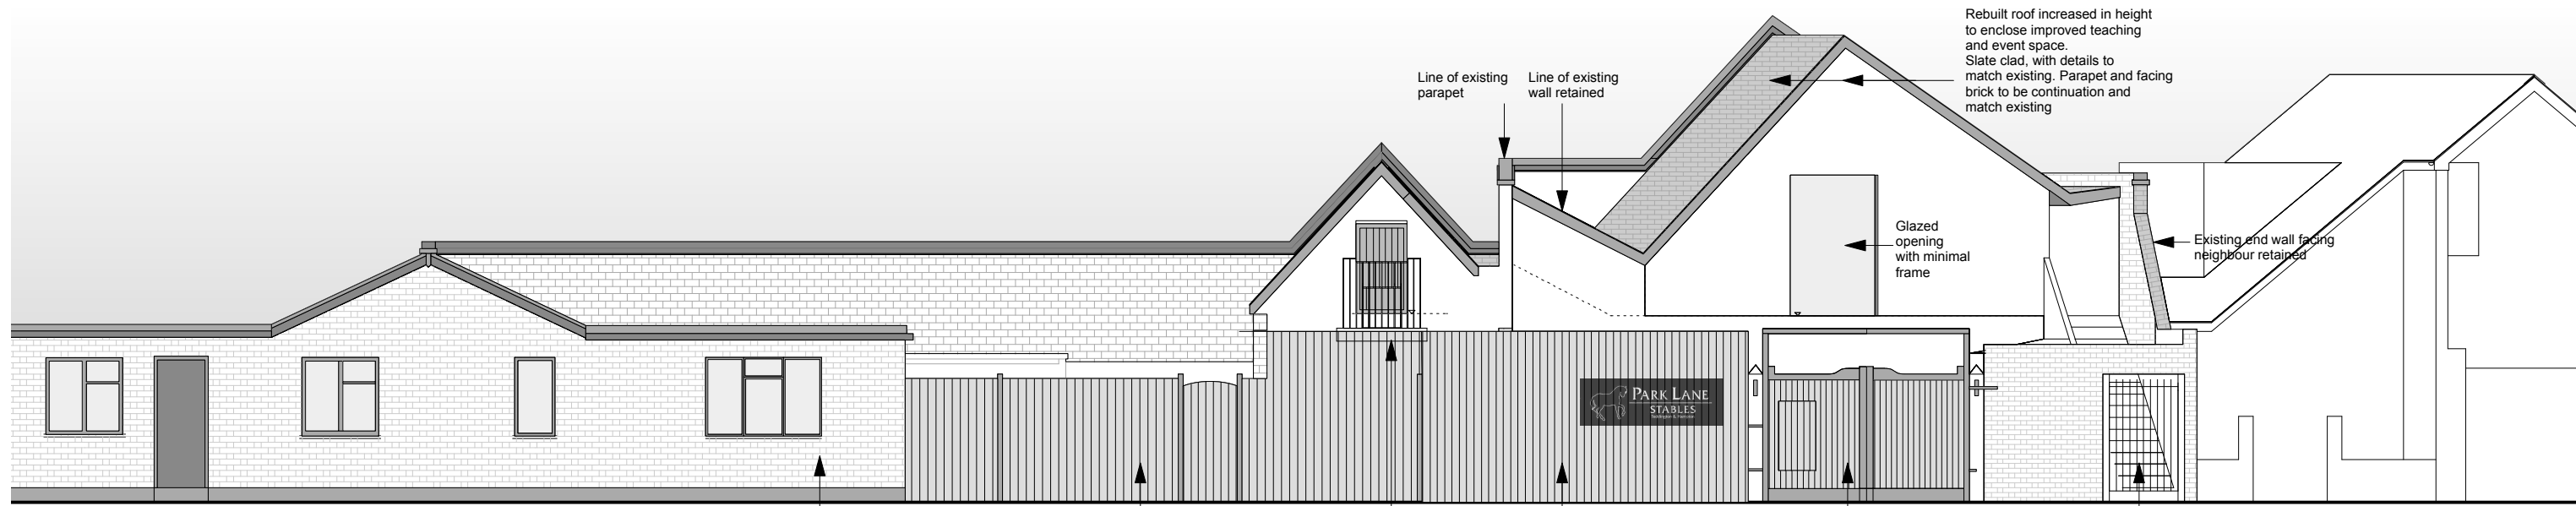 Rebuilt roof increased in height
to enclose improved teaching
and event space.
Slate clad, with details to
match existing. Parapet and facing
brick to be continuation and
match existing
Line of existing
parapet
Line of existing
wall retained
Glazed
opening
with minimal
frame
Existing end wall facing
neighbour retained
PARK LANE
STABLES